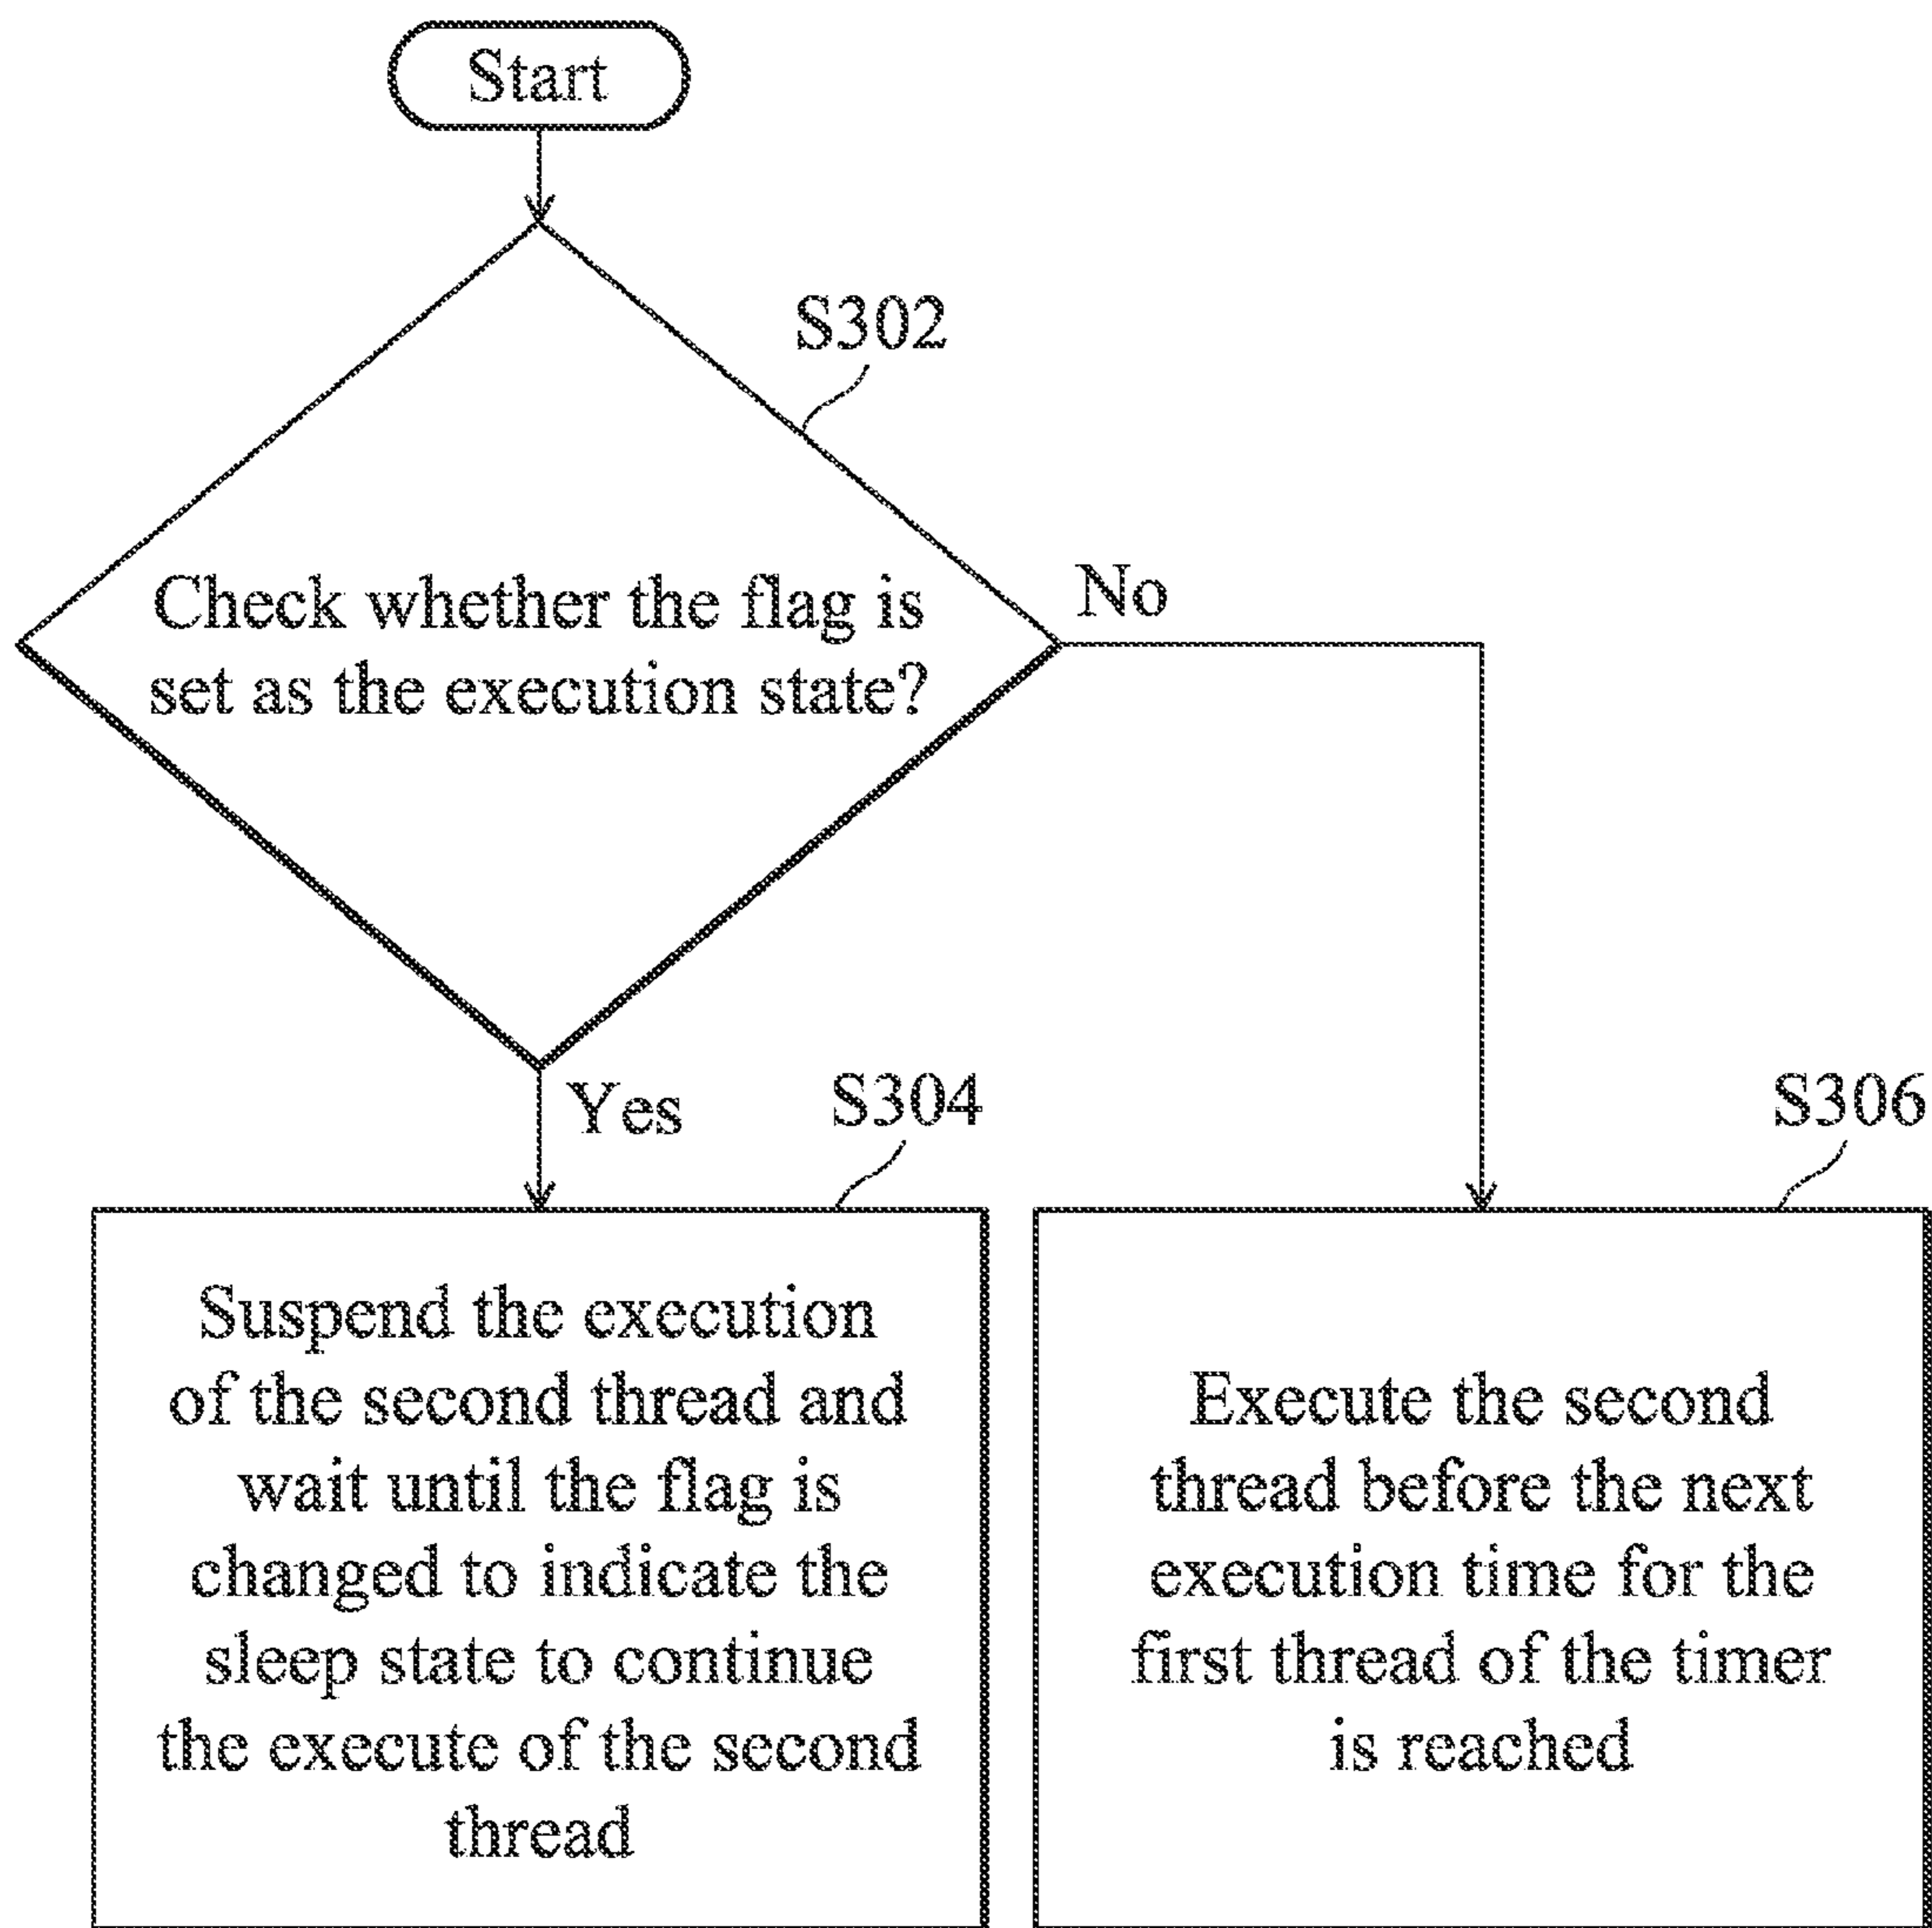 Start
S302
Check whether the flag is
set as the execution state?
No
Yes
S304
Suspend the execution
of the second thread and
wait until the flag is
changed to indicate the
sleep state to continue
the execute of the second
thread
S306
Execute the second
thread before the next
execution time for the
first thread of the timer
is reached